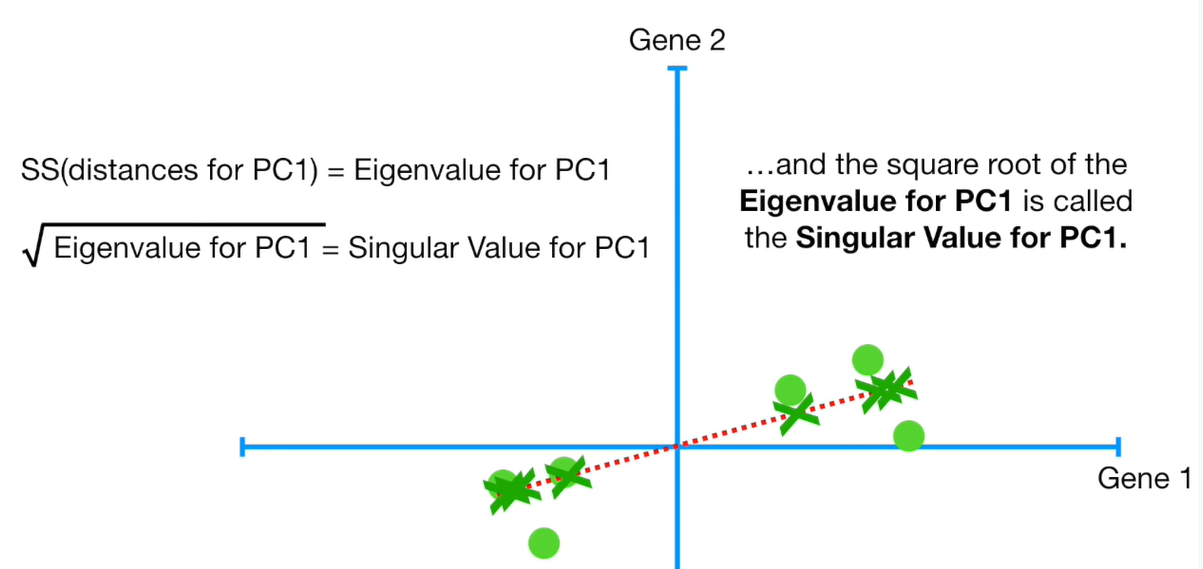 Gene 2
SS(distances for PC1) = Eigenvalue for PC1
√Eigenvalue for PC1 = Singular Value for PC1
...and the square root of the
Eigenvalue for PC1 is called
the Singular Value for PC1.
Gene 1